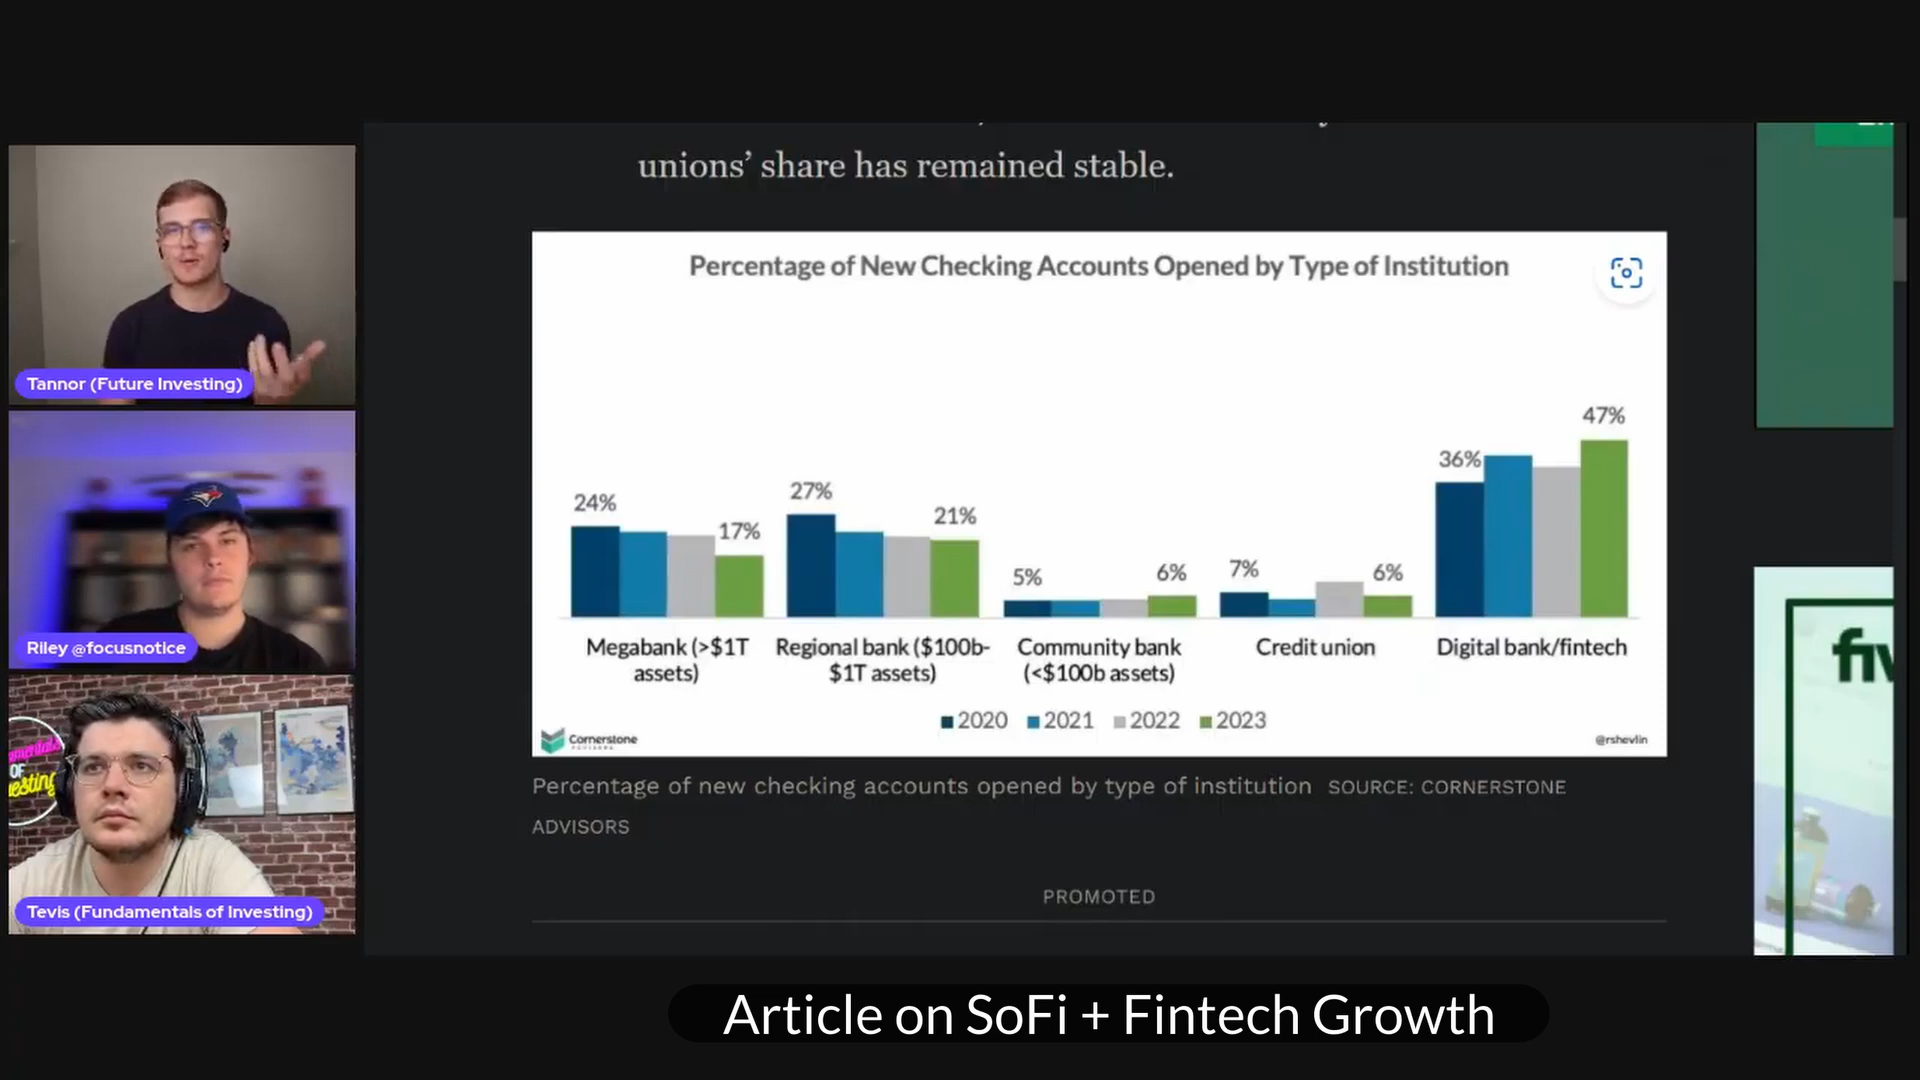 unions’ share has remained stable.
Percentage of New Checking Accounts Opened by Type of Institution
24%
17%
27%
21%
5%
6%
7%
6%
36%
47%
Megabank (>$1T
assets)
Regional bank ($100b-
$1T assets)
Community bank
(<$100b assets)
Credit union
Digital bank/fintech
2020 2021 2022 2023
Cornerstone
ADVISORS
@rshevlin
Percentage of new checking accounts opened by type of institution SOURCE: CORNERSTONE
ADVISORS
PROMOTED
Tannor (Future Investing)
Riley @focusnotice
OF
Tevis (Fundamentals of Investing)
Article on SoFi + Fintech Growth